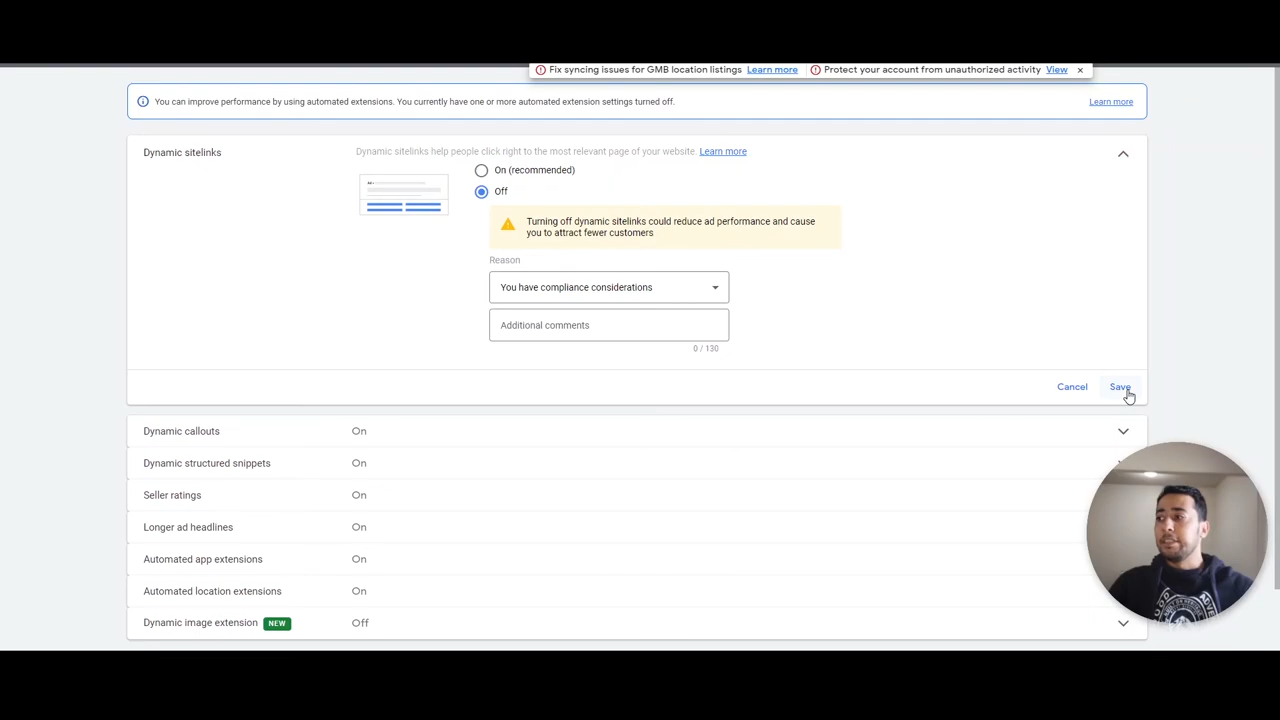 Fix syncing issues for GMB location listings Learn more Protect your account from unauthorized activity View
You can improve performance by using automated extensions. You currently have one or more automated extension settings turned off. Learn more
Dynamic sitelinks
Dynamic sitelinks help people click right to the most relevant page of your website. Learn more
On (recommended)
Off
Turning off dynamic sitelinks could reduce ad performance and cause
you to attract fewer customers
Reason
You have compliance considerations
Additional comments
0 / 130
Cancel Save
Dynamic callouts On
Dynamic structured snippets On
Seller ratings On
Longer ad headlines On
Automated app extensions On
Automated location extensions On
Dynamic image extension NEW Off